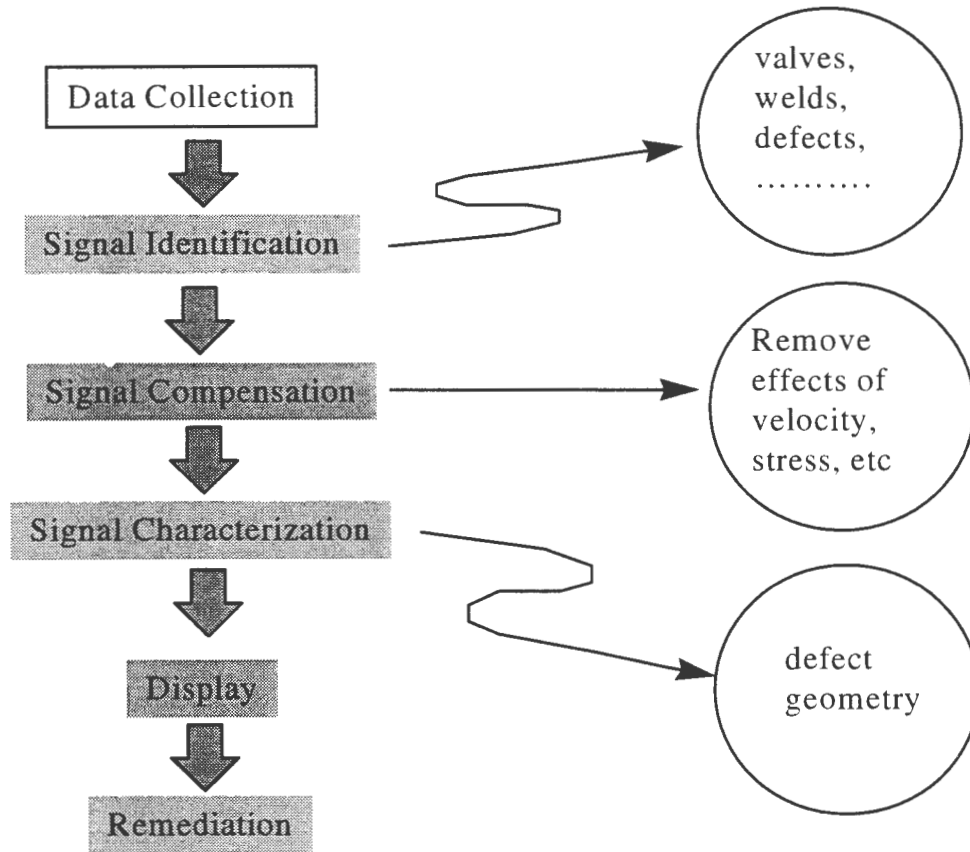 Data Collection
Signal Identification
Signal Compensation
Signal Characterization
Display
Remediation
valves,
welds,
defects,
...........
Remove
effects of
velocity,
stress, etc
defect
geometry